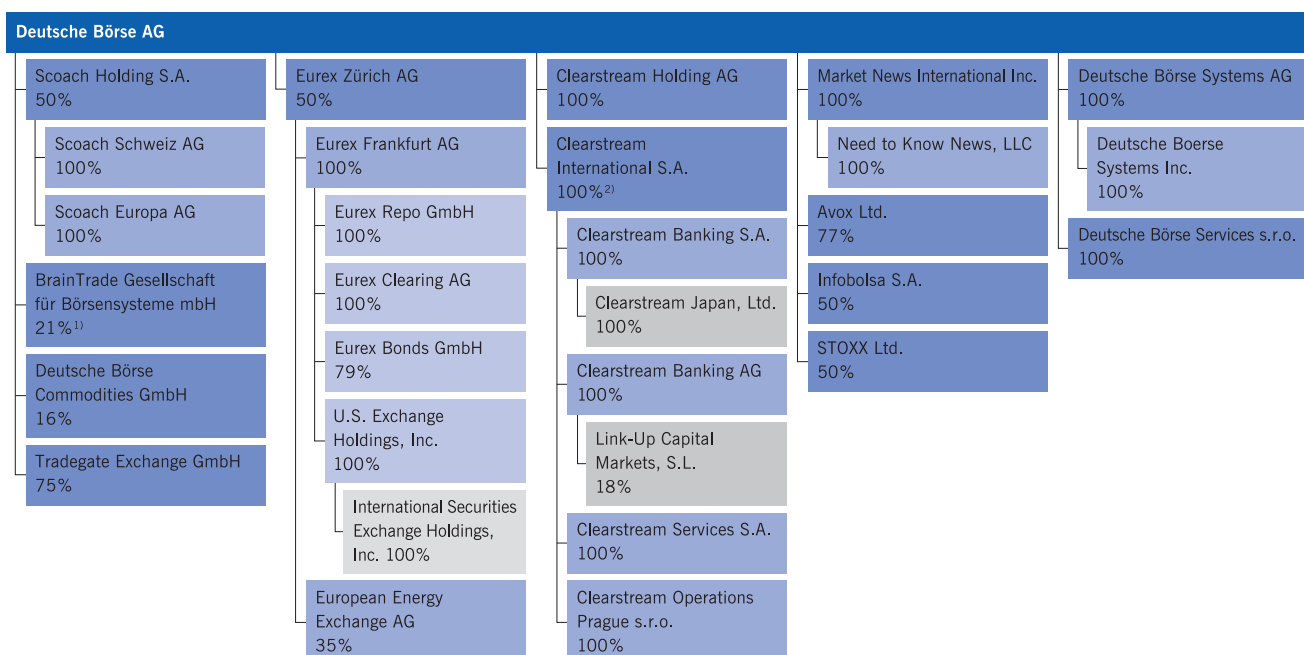 Deutsche Börse AG
Scoach Holding S.A.
50%
Scoach Schweiz AG
100%
Scoach Europa AG
100%
BrainTrade Gesellschaft
für Börsensysteme mbH
21%¹⁾
Deutsche Börse
Commodities GmbH
16%
Tradegate Exchange GmbH
75%
Eurex Zürich AG
50%
Eurex Frankfurt AG
100%
Eurex Repo GmbH
100%
Eurex Clearing AG
100%
Eurex Bonds GmbH
79%
U.S. Exchange
Holdings, Inc.
100%
International Securities
Exchange Holdings,
Inc. 100%
European Energy
Exchange AG
35%
Clearstream Holding AG
100%
Clearstream
International S.A.
100%²⁾
Clearstream Banking S.A.
100%
Clearstream Japan, Ltd.
100%
Clearstream Banking AG
100%
Link-Up Capital
Markets, S.L.
18%
Clearstream Services S.A.
100%
Clearstream Operations
Prague s.r.o.
100%
Market News International Inc.
100%
Need to Know News, LLC
100%
Avox Ltd.
77%
Infobolsa S.A.
50%
STOXX Ltd.
50%
Deutsche Börse Systems AG
100%
Deutsche Boerse
Systems Inc.
100%
Deutsche Börse Services s.r.o.
100%